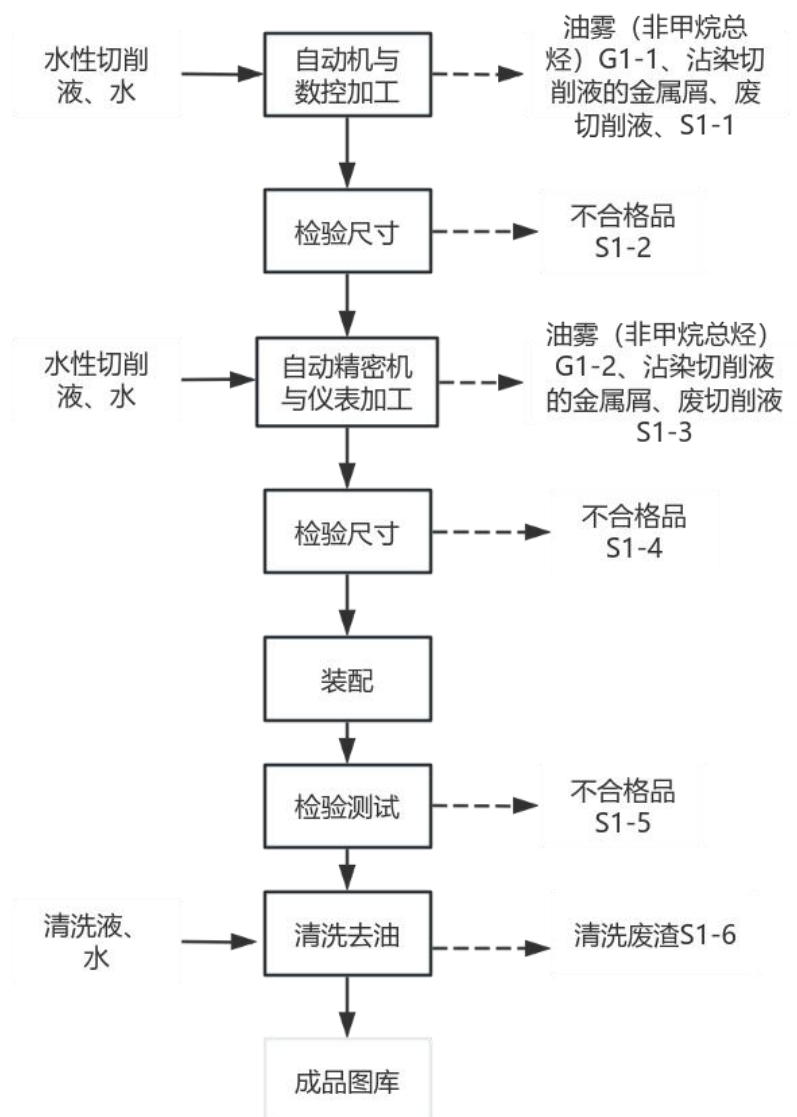 水性切削
液、水
自动机与
数控加工
油雾（非甲烷总
烃）G1-1、沾染切
削液的金属屑、废
切削液、S1-1
检验尺寸
不合格品
S1-2
水性切削
液、水
自动精密机
与仪表加工
油雾（非甲烷总烃）
G1-2、沾染切削液
的金属屑、废切削液
S1-3
检验尺寸
不合格品
S1-4
装配
检验测试
不合格品
S1-5
清洗液、
水
清洗去油
清洗废渣S1-6
成品图库